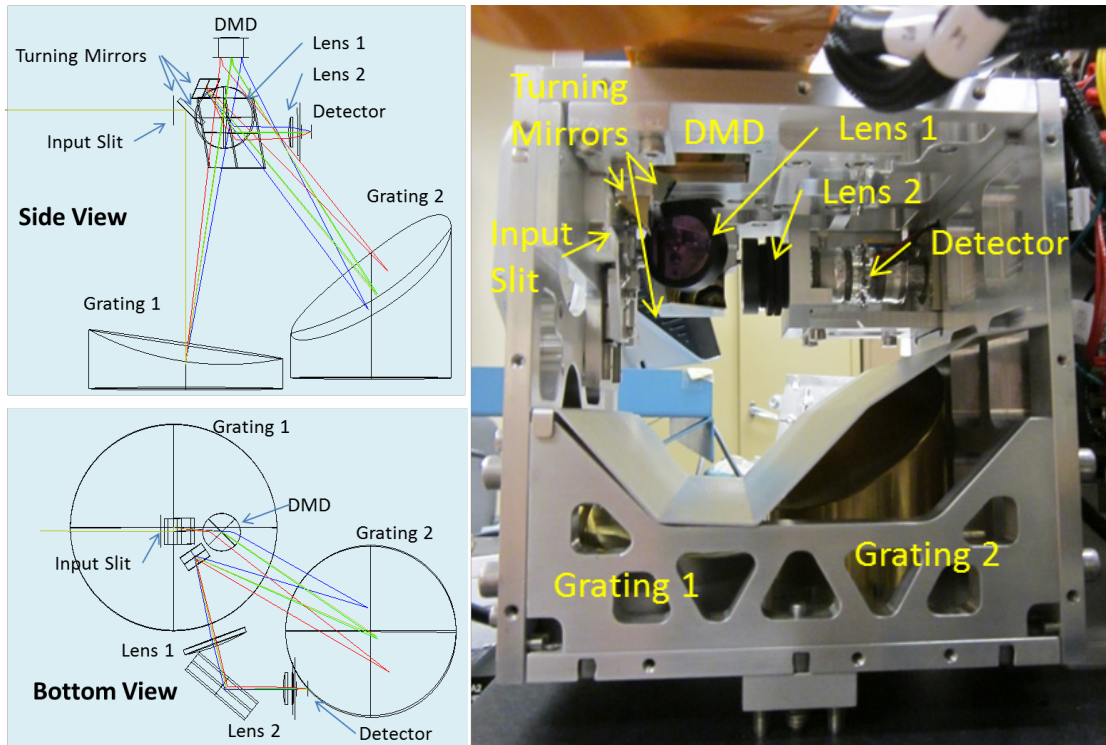 DMD
Lens 1
Turning Mirrors
Lens 2
Detector
Input Slit
Side View
Grating 2
Grating 1
Grating 1
DMD
Grating 2
Input Slit
Lens 1
Bottom View
Lens 2
Detector
Turning
Mirrors
DMD
Lens 1
Lens 2
Input
Slit
Detector
Grating 1
Grating 2
A2